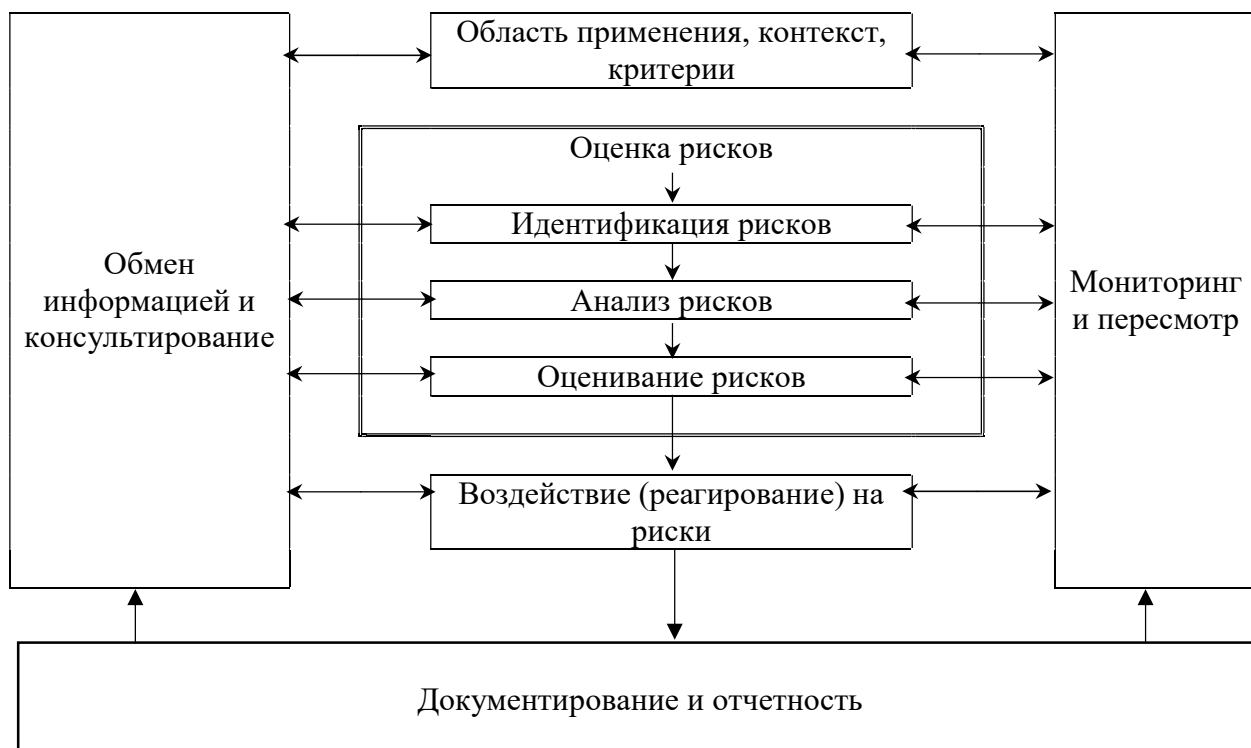 Область применения, контекст,
критерии
Оценка рисков
Идентификация рисков
Обмен
информацией и
консультирование
Анализ рисков
Мониторинг
и пересмотр
Оценивание рисков
Воздействие (реагирование) на
риски
Документирование и отчетность